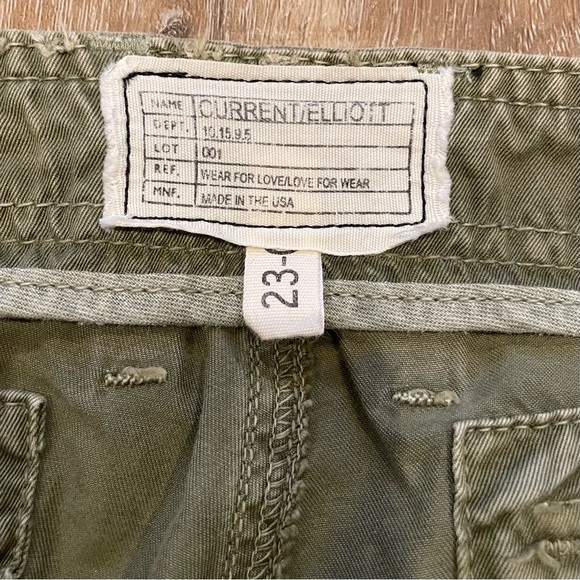 NAME CURRENT/ELLIOTT
DEPT. 10.15.9.5
LOT 001
REF. WEAR FOR LOVE/LOVE FOR WEAR
MNF. MADE IN THE USA
23-